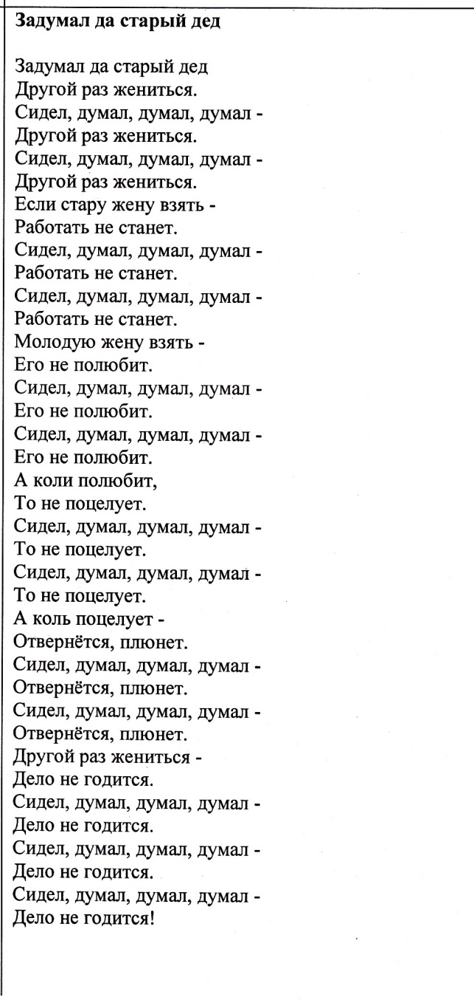 Задумал да старый дед
Задумал да старый дед
Другой раз жениться.
Сидел, думал, думал, думал -
Другой раз жениться.
Сидел, думал, думал, думал -
Другой раз жениться.
Если стару жену взять -
Работать не станет.
Сидел, думал, думал, думал -
Работать не станет.
Сидел, думал, думал, думал -
Работать не станет.
Молодую жену взять -
Его не полюбит.
Сидел, думал, думал, думал -
Его не полюбит.
Сидел, думал, думал, думал -
Его не полюбит.
А коли полюбит,
То не поцелует.
Сидел, думал, думал, думал -
То не поцелует.
Сидел, думал, думал, думал -
То не поцелует.
А коль поцелует -
Отвернётся, плюнет.
Сидел, думал, думал, думал -
Отвернётся, плюнет.
Сидел, думал, думал, думал -
Отвернётся, плюнет.
Другой раз жениться -
Дело не годится.
Сидел, думал, думал, думал -
Дело не годится.
Сидел, думал, думал, думал -
Дело не годится.
Сидел, думал, думал, думал -
Дело не годится!